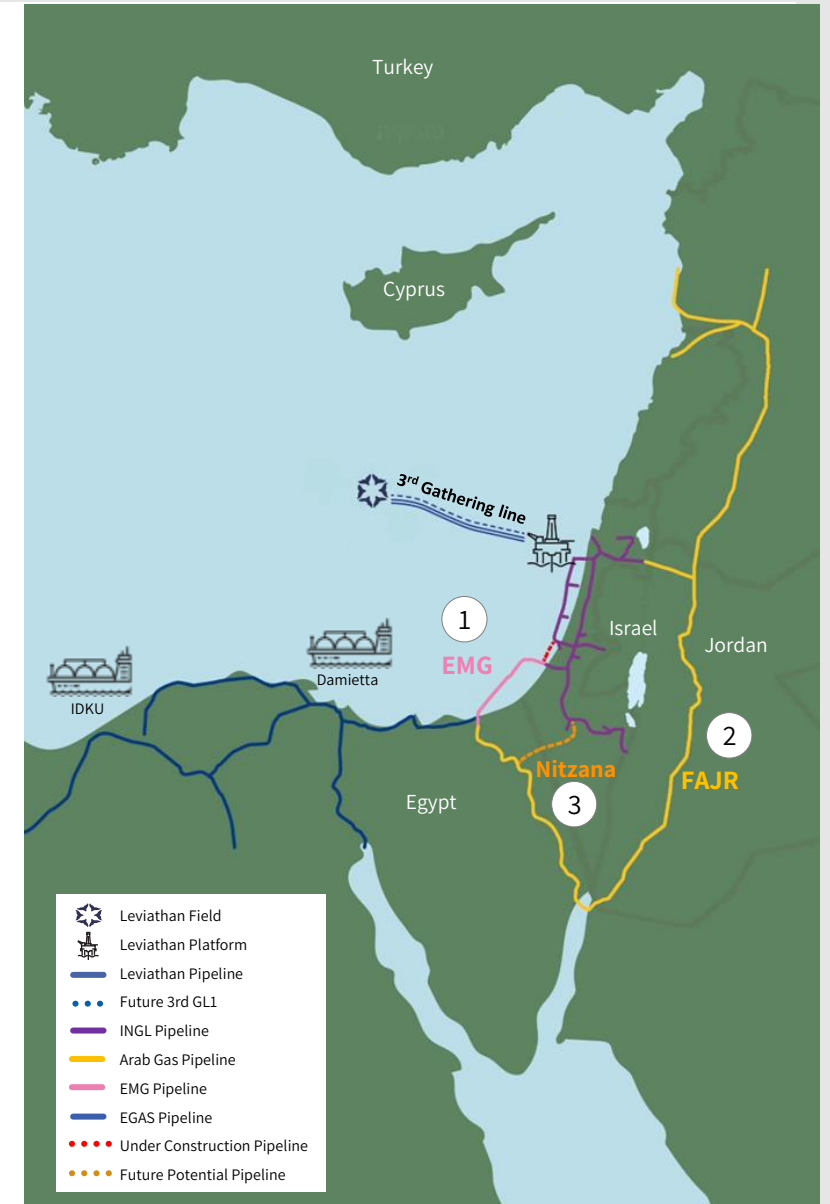 Turkey
Cyprus
3rd Gathering line
1
EMG
Israel
Jordan
Damietta
IDKU
2
FAJR
Nitzana
3
Egypt
Leviathan Field
Leviathan Platform
Leviathan Pipeline
Future 3rd GL1
INGL Pipeline
Arab Gas Pipeline
EMG Pipeline
EGAS Pipeline
Under Construction Pipeline
Future Potential Pipeline